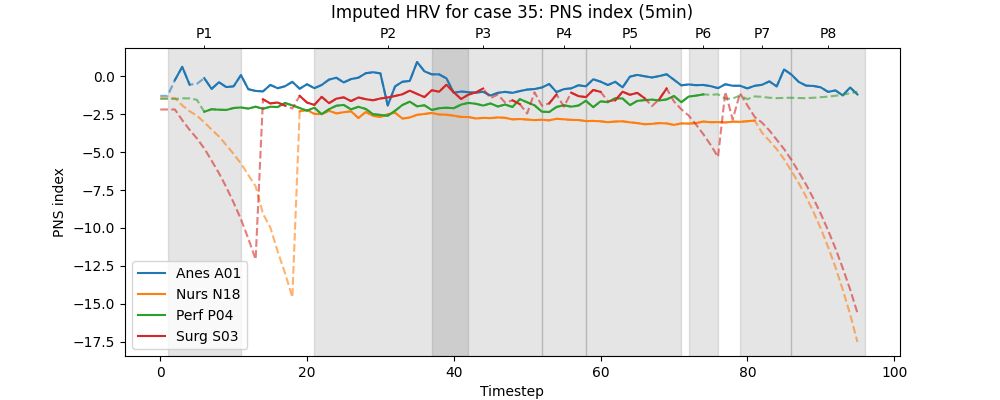 Imputed HRV for case 35: PNS index (5min)
P1 P2 P3 P4 P5 P6 P7 P8
0.0
−2.5
−5.0
−7.5
−10.0
−12.5
−15.0
−17.5
PNS index
Anes A01
Nurs N18
Perf P04
Surg S03
0 20 40 60 80 100
Timestep